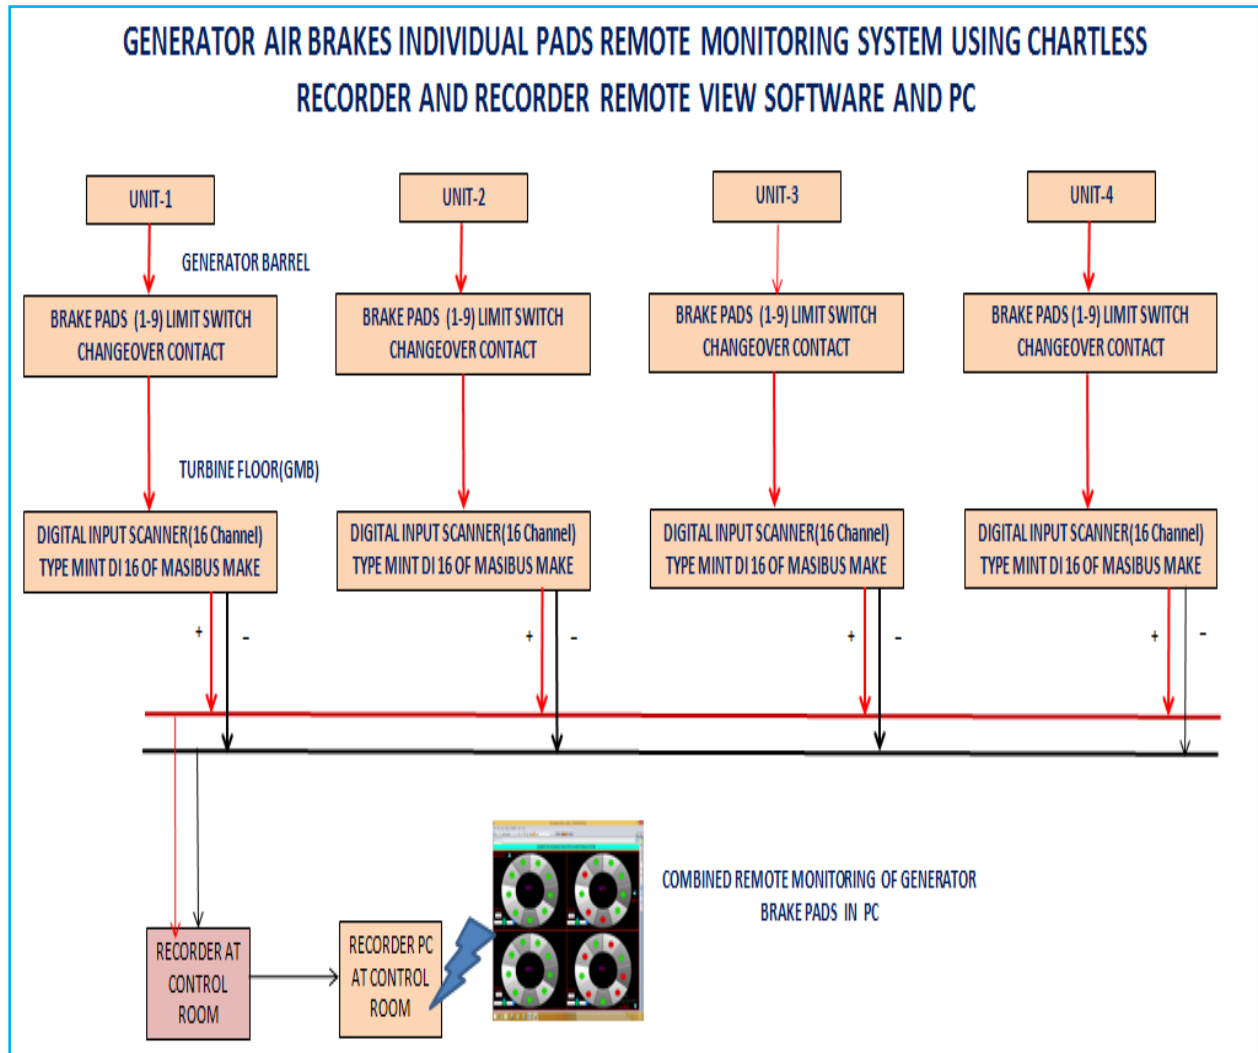 GENERATOR AIR BRAKES INDIVIDUAL PADS REMOTE MONITORING SYSTEM USING CHARTLESS
RECORDER AND RECORDER REMOTE VIEW SOFTWARE AND PC
UNIT-1
UNIT-2
UNIT-3
UNIT-4
GENERATOR BARREL
BRAKE PADS (1-9) LIMIT SWITCH
CHANGEOVER CONTACT
BRAKE PADS (1-9) LIMIT SWITCH
CHANGEOVER CONTACT
BRAKE PADS (1-9) LIMIT SWITCH
CHANGEOVER CONTACT
BRAKE PADS (1-9) LIMIT SWITCH
CHANGEOVER CONTACT
TURBINE FLOOR(GMB)
DIGITAL INPUT SCANNER(16 Channel)
TYPE MINT DI 16 OF MASIBUS MAKE
DIGITAL INPUT SCANNER(16 Channel)
TYPE MINT DI 16 OF MASIBUS MAKE
DIGITAL INPUT SCANNER(16 Channel)
TYPE MINT DI 16 OF MASIBUS MAKE
DIGITAL INPUT SCANNER(16 Channel)
TYPE MINT DI 16 OF MASIBUS MAKE
+ -
+ -
+ -
+ -
RECORDER AT
CONTROL
ROOM
RECORDER PC
AT CONTROL
ROOM
COMBINED REMOTE MONITORING OF GENERATOR
BRAKE PADS IN PC